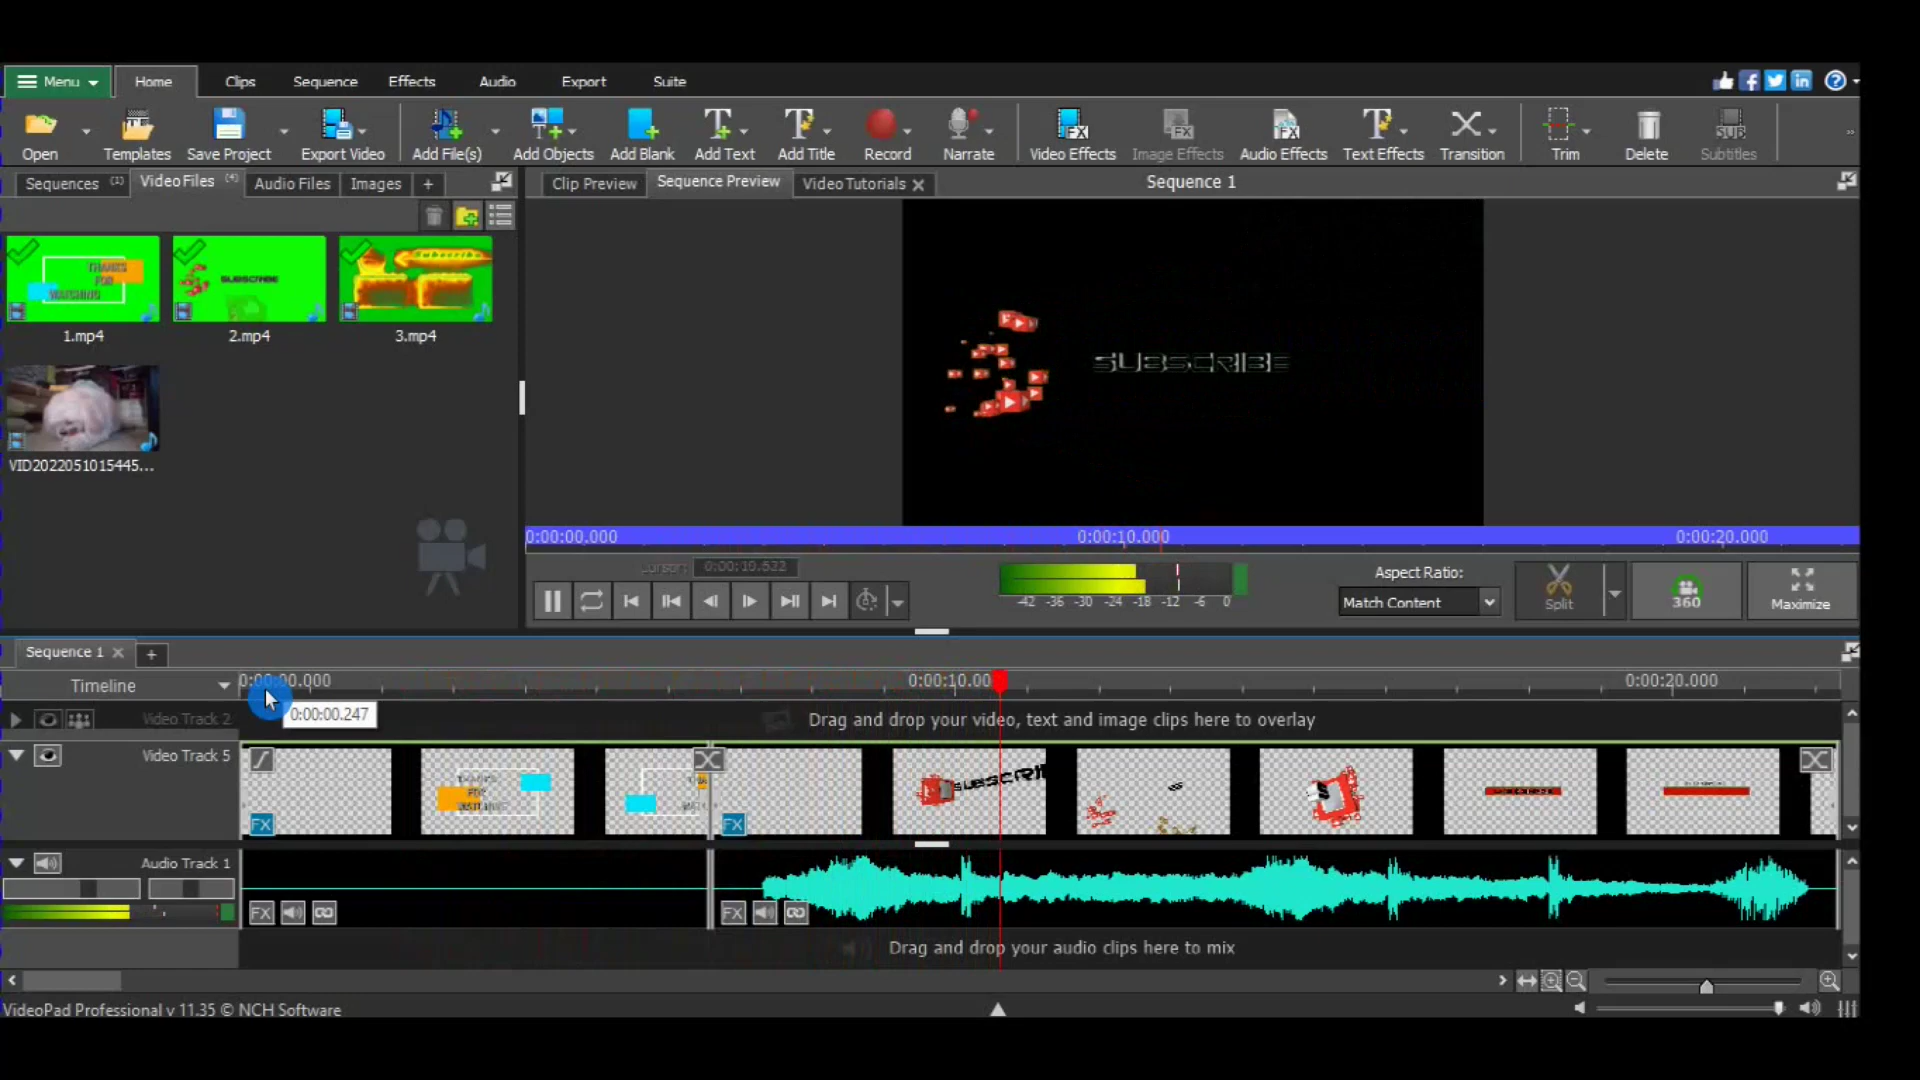 Menu Home Clips Sequence Effects Audio Export Suite
Open Templates Save Project Export Video Add File(s) Add Objects Add Blank Add Text Add Title Record Narrate Video Effects Image Effects Audio Effects Text Effects Transition Trim Delete Subtitles
Sequences (1) Video Files (4) Audio Files Images + Clip Preview Sequence Preview Video Tutorials Sequence 1
THANKS
FOR
WATCHING
SUBSCRIBE
Subscribe
1.mp4 2.mp4 3.mp4
SUBSCRIBE
VID2022051015445...
0:00:00.000 0:00:10.000 0:00:20.000
Cursor: 0:00:10.622
-42 -36 -30 -24 -18 -12 -6 0
Aspect Ratio:
Match Content
Split 360 Maximize
Sequence 1 +
Timeline 0:00:00.000 0:00:10.00 0:00:20.000
0:00:00.247
Video Track 2 Drag and drop your video, text and image clips here to overlay
Video Track 5
FX FX
Audio Track 1
FX FX
Drag and drop your audio clips here to mix
VideoPad Professional v 11.35 © NCH Software